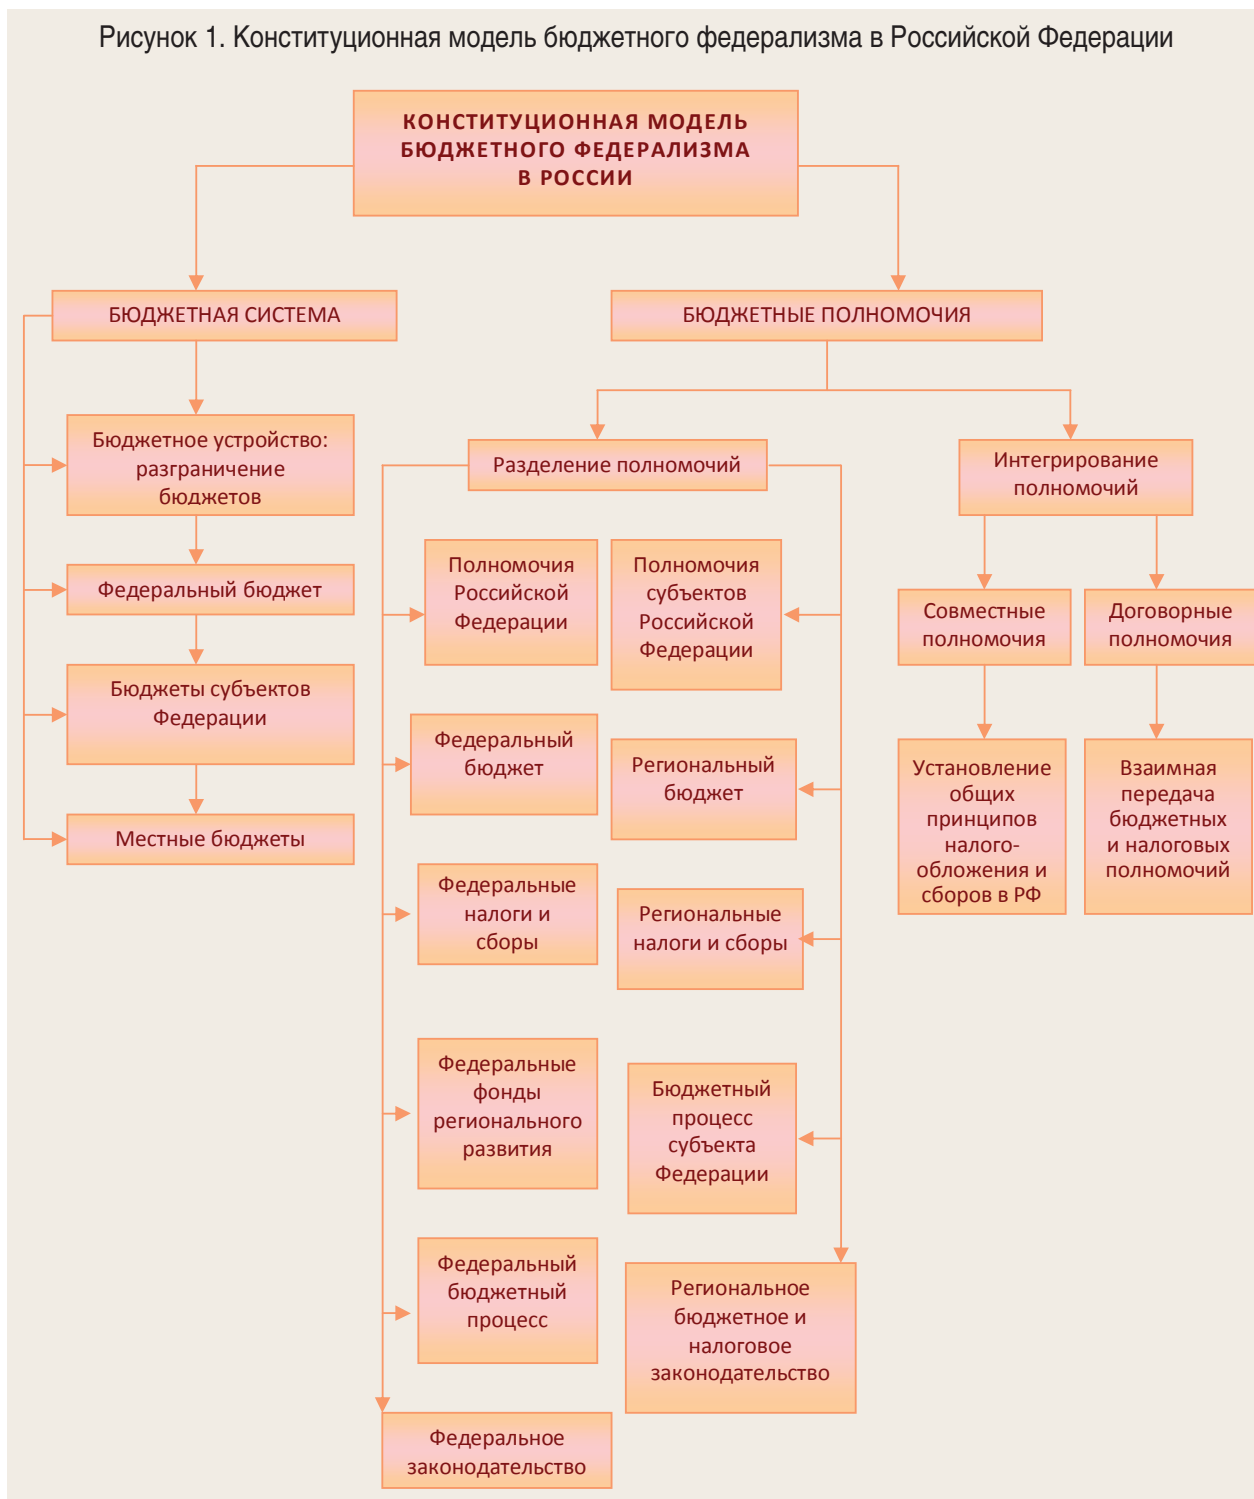 Рисунок 1. Конституционная модель бюджетного федерализма в Российской Федерации
КОНСТИТУЦИОННАЯ МОДЕЛЬ
БЮДЖЕТНОГО ФЕДЕРАЛИЗМА
В РОССИИ
БЮДЖЕТНАЯ СИСТЕМА
БЮДЖЕТНЫЕ ПОЛНОМОЧИЯ
Бюджетное устройство:
разграничение
бюджетов
Федеральный бюджет
Бюджеты субъектов
Федерации
Местные бюджеты
Разделение полномочий
Полномочия
Российской
Федерации
Федеральный
бюджет
Федеральные
налоги и
сборы
Федеральные
фонды
регионального
развития
Федеральный
бюджетный
процесс
Федеральное
законодательство
Полномочия
субъектов
Российской
Федерации
Региональный
бюджет
Региональные
налоги и сборы
Бюджетный
процесс
субъекта
Федерации
Региональное
бюджетное и
налоговое
законодательство
Интегрирование
полномочий
Совместные
полномочия
Установление
общих
принципов
налого-
обложения и
сборов в РФ
Договорные
полномочия
Взаимная
передача
бюджетных
и налоговых
полномочий